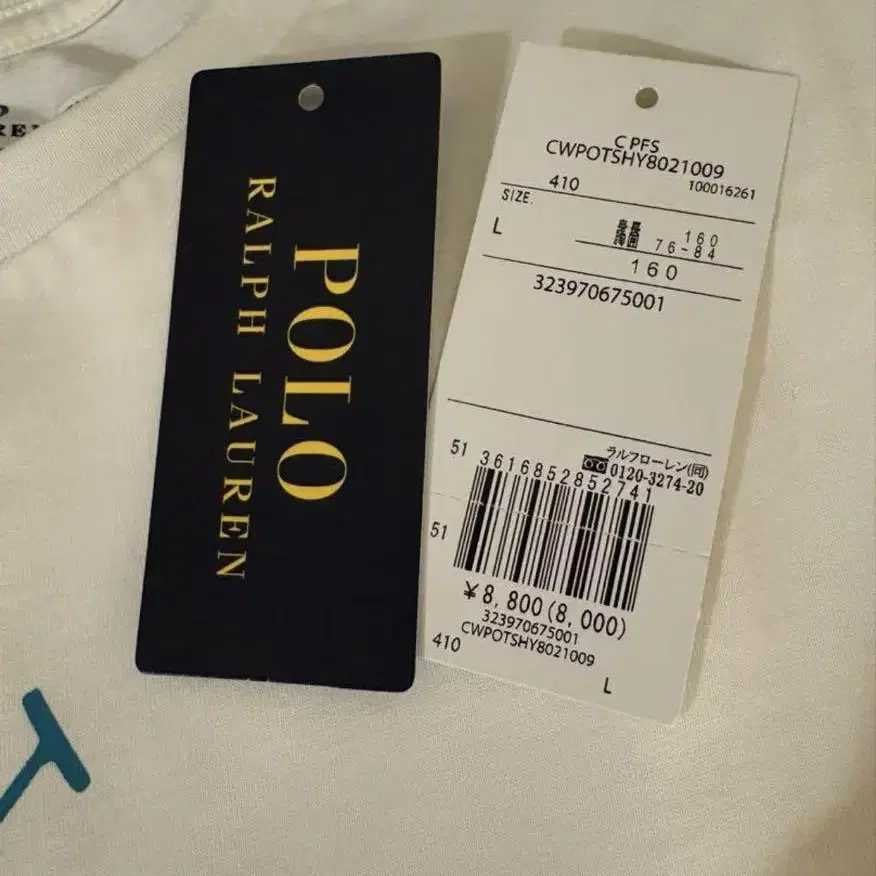 POLO
RALPH LAUREN
C PFS
CWPOTSHY8021009
410
100016261
SIZE.
L
身長 160
胸囲 76-84
160
323970675001
ラルフローレン(同)
0120-3274-20
51 3616852852741
51
¥8,800(8,000)
323970675001
CWPOTSHY8021009
410
L